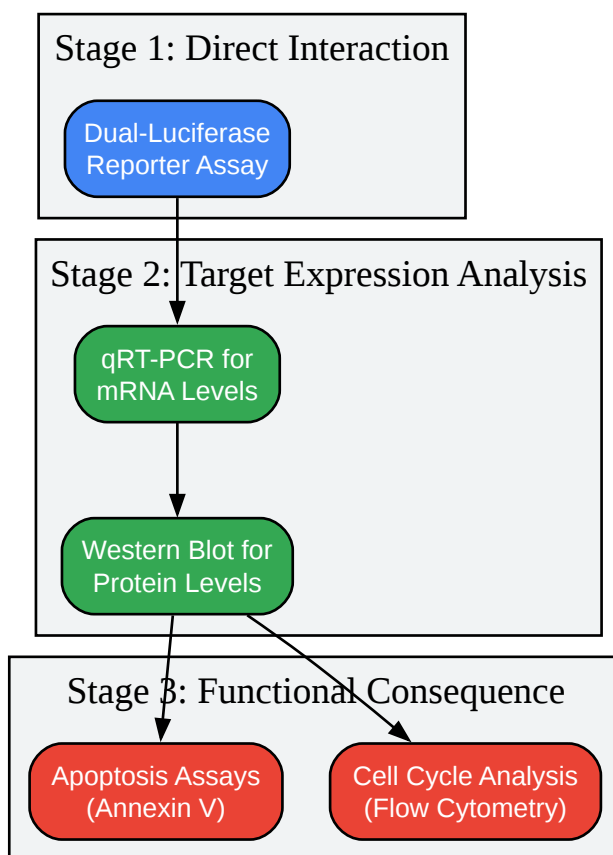 Stage 1: Direct Interaction
Dual-Luciferase
Reporter Assay
Stage 2: Target Expression Analysis
qRT-PCR for
mRNA Levels
Western Blot for
Protein Levels
Stage 3: Functional Consequence
Apoptosis Assays
(Annexin V)
Cell Cycle Analysis
(Flow Cytometry)